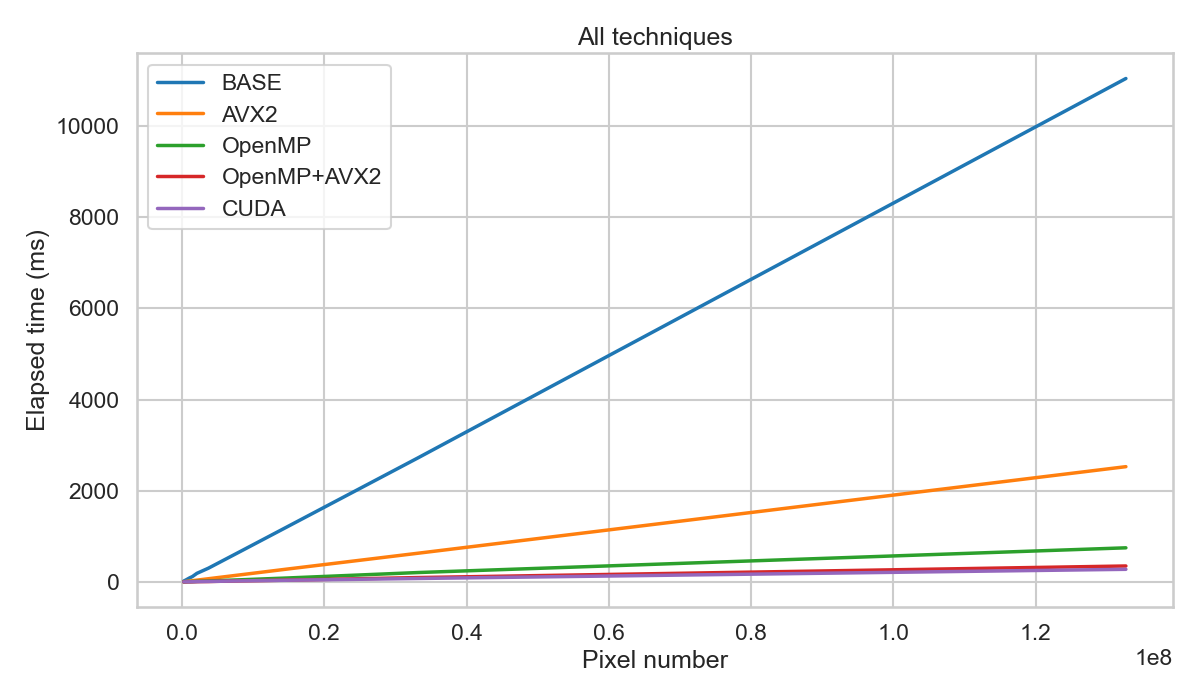 All techniques
BASE
AVX2
OpenMP
OpenMP+AVX2
CUDA
Elapsed time (ms)
10000
8000
6000
4000
2000
0
0.0 0.2 0.4 0.6 0.8 1.0 1.2
Pixel number
1e8